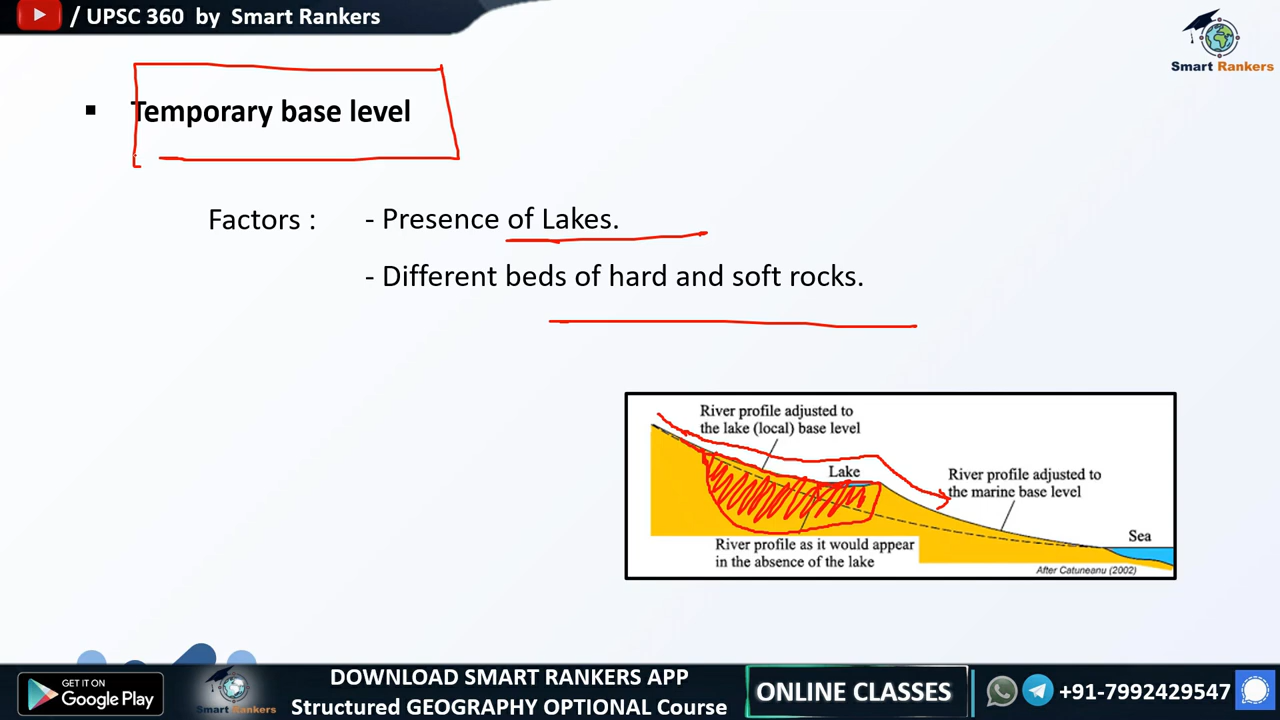 / UPSC 360 by Smart Rankers
Smart Rankers
Temporary base level
Factors : - Presence of Lakes.
- Different beds of hard and soft rocks.
River profile adjusted to
the lake (local) base level
Lake
River profile adjusted to
the marine base level
Sea
River profile as it would appear
in the absence of the lake
After Catuneanu (2002)
GET IT ON
Google Play
Smart Rankers
DOWNLOAD SMART RANKERS APP
Structured GEOGRAPHY OPTIONAL Course
ONLINE CLASSES
+91-7992429547